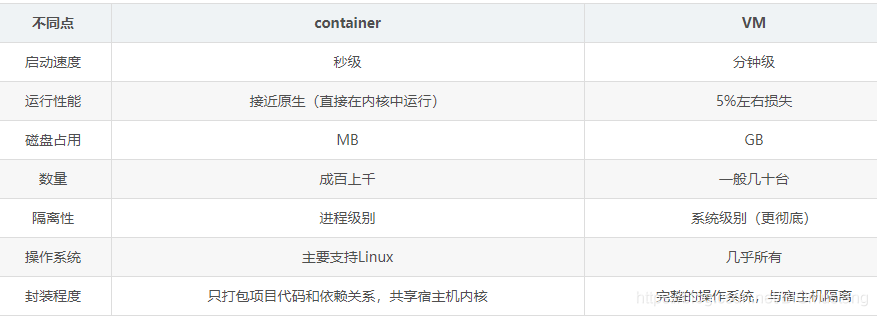 不同点 container VM
启动速度 秒级 分钟级
运行性能 接近原生（直接在内核中运行） 5%左右损失
磁盘占用 MB GB
数量 成百上千 一般几十台
隔离性 进程级别 系统级别（更彻底）
操作系统 主要支持Linux 几乎所有
封装程度 只打包项目代码和依赖关系，共享宿主机内核 完整的操作系统，与宿主机隔离